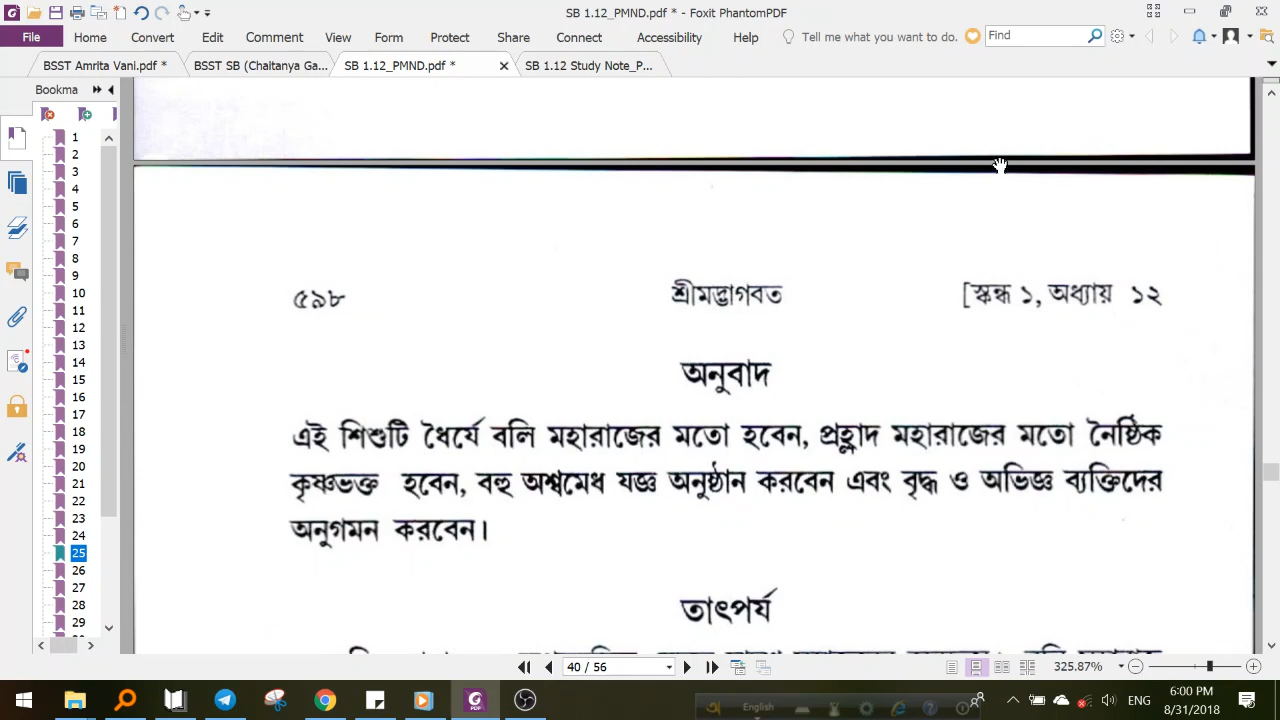 SB 1.12_PMND.pdf * - Foxit PhantomPDF
File Home Convert Edit Comment View Form Protect Share Connect Accessibility Help Tell me what you want to do. Find
BSST Amrita Vani.pdf * BSST SB (Chaitanya Ga... SB 1.12_PMND.pdf * SB 1.12 Study Note_P...
Bookma
1
2
3
4
5
6
7
8
9
10
11
12
13
14
15
16
17
18
19
20
21
22
23
24
25
26
27
28
29
৫৯৮ শ্রীমদ্ভাগবত [স্কন্ধ ১, অধ্যায় ১২
অনুবাদ
এই শিশুটি ধৈর্যে বলি মহারাজের মতো হবেন, প্রহ্লাদ মহারাজের মতো নৈষ্ঠিক
কৃষ্ণভক্ত হবেন, বহু অশ্বমেধ যজ্ঞ অনুষ্ঠান করবেন এবং বৃদ্ধ ও অভিজ্ঞ ব্যক্তিদের
অনুগমন করবেন।
তাৎপর্য
40 / 56 325.87%
English
ENG
6:00 PM
8/31/2018